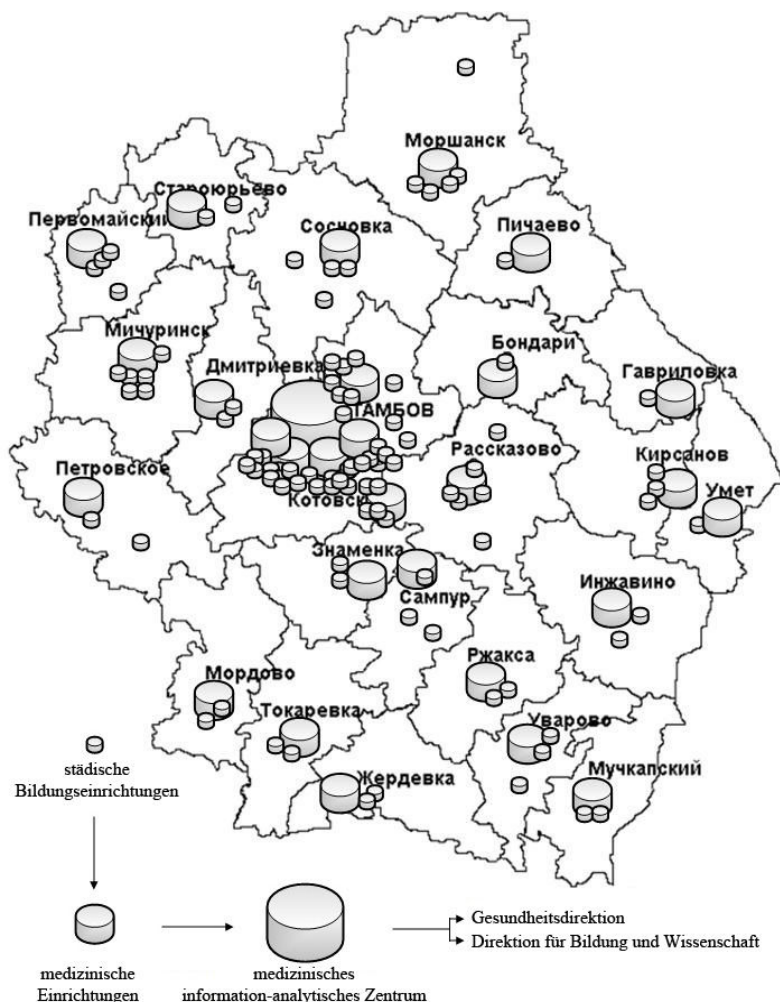 Моршанск
Староюрьево
Первомайский
Сосновка
Пичаево
Мичуринск
Бондари
Дмитриевка
Гавриловка
ТАМБОВ
Рассказово
Кирсанов
Петровское
Умет
Котовск
Знаменка
Инжавино
Сампур
Ржакса
Мордово
Токаревка
Уварово
Мучкапский
Жердевка
städische
Bildungseinrichtungen
Gesundheitsdirektion
Direktion für Bildung und Wissenschaft
medizinische
Einrichtungen
medizinisches
information-analytisches Zentrum